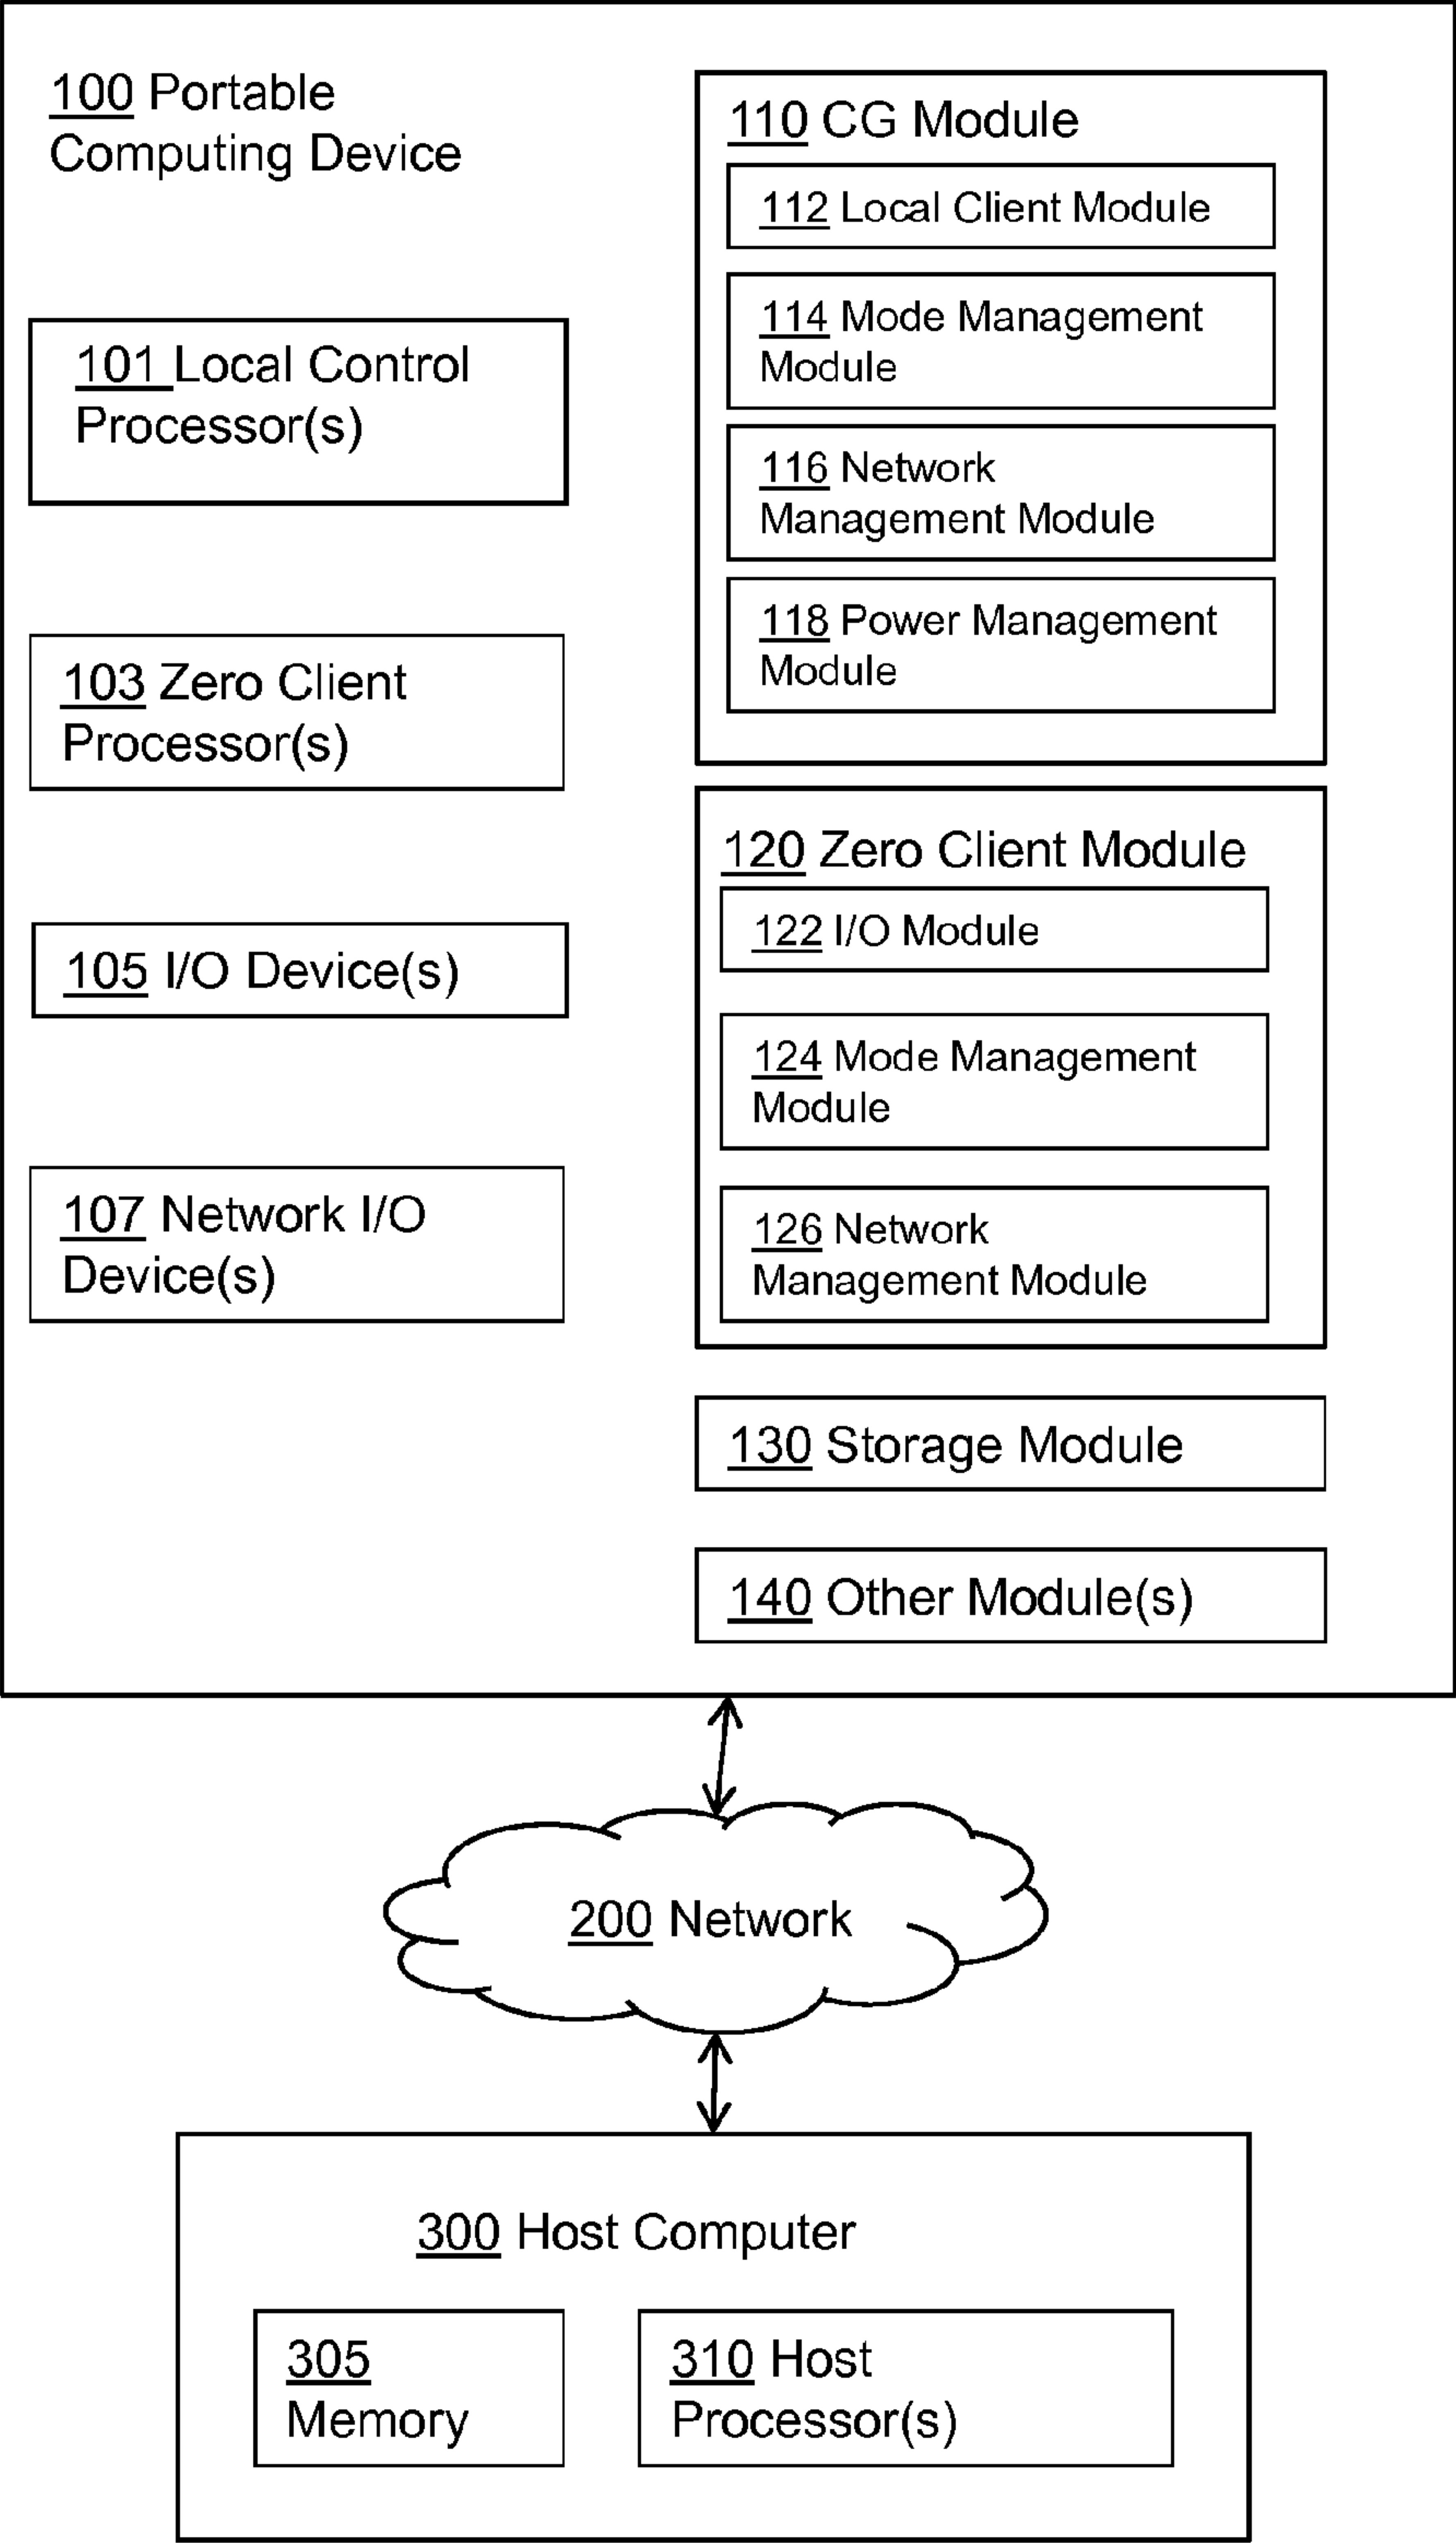 100 Portable
Computing Device
101 Local Control
Processor(s)
103 Zero Client
Processor(s)
105 I/O Device(s)
107 Network I/O
Device(s)
110 CG Module
112 Local Client Module
114 Mode Management
Module
116 Network
Management Module
118 Power Management
Module
120 Zero Client Module
122 I/O Module
124 Mode Management
Module
126 Network
Management Module
130 Storage Module
140 Other Module(s)
200 Network
300 Host Computer
305
Memory
310 Host
Processor(s)